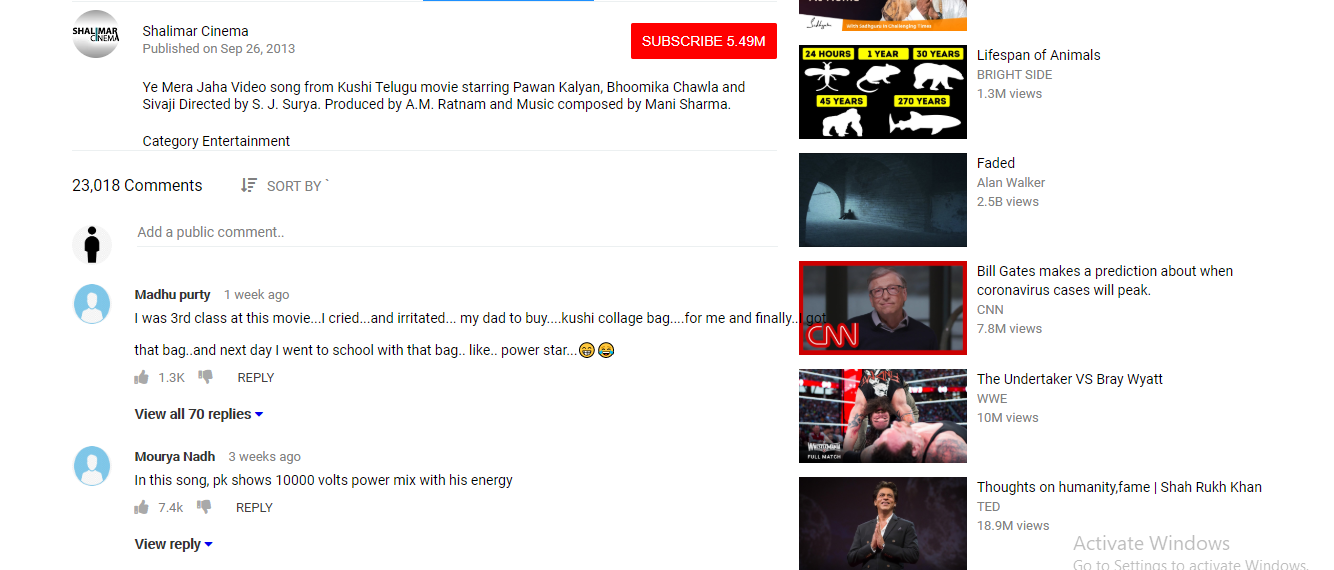 SHALIMAR
CINEMA
Shalimar Cinema
Published on Sep 26, 2013
SUBSCRIBE 5.49M
Ye Mera Jaha Video song from Kushi Telugu movie starring Pawan Kalyan, Bhoomika Chawla and
Sivaji Directed by S. J. Surya. Produced by A.M. Ratnam and Music composed by Mani Sharma.
Category Entertainment
23,018 Comments
SORT BY `
Add a public comment..
Madhu purty 1 week ago
I was 3rd class at this movie...I cried...and irritated... my dad to buy....kushi collage bag....for me and finally..I got
that bag..and next day I went to school with that bag.. like.. power star...😁😂
1.3K REPLY
View all 70 replies
Mourya Nadh 3 weeks ago
In this song, pk shows 10000 volts power mix with his energy
7.4k REPLY
View reply
With Sadhguru in Challenging Times
24 HOURS 1 YEAR 30 YEARS
45 YEARS 270 YEARS
Lifespan of Animals
BRIGHT SIDE
1.3M views
Faded
Alan Walker
2.5B views
CNN
Bill Gates makes a prediction about when
coronavirus cases will peak.
CNN
7.8M views
WRESTLEMANIA
FULL MATCH
The Undertaker VS Bray Wyatt
WWE
10M views
Thoughts on humanity,fame | Shah Rukh Khan
TED
18.9M views
Activate Windows
Go to Settings to activate Windows.